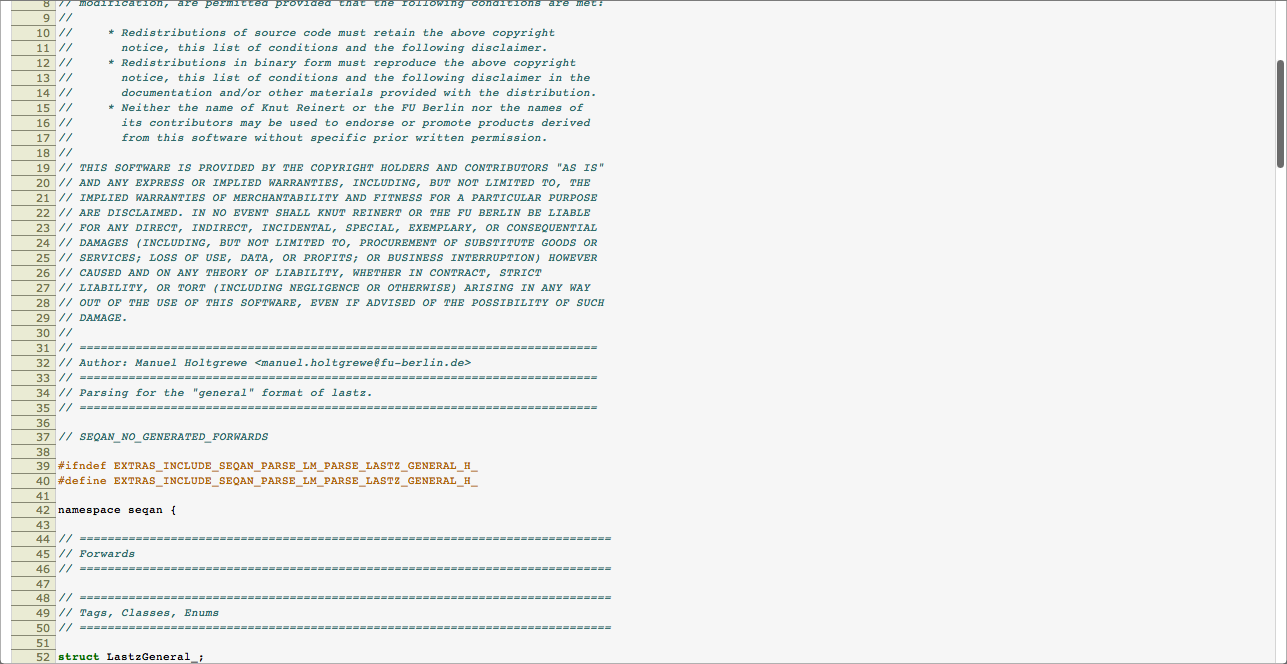 8 // modification, are permitted provided that the following conditions are met:
9 //
10 //     * Redistributions of source code must retain the above copyright
11 //       notice, this list of conditions and the following disclaimer.
12 //     * Redistributions in binary form must reproduce the above copyright
13 //       notice, this list of conditions and the following disclaimer in the
14 //       documentation and/or other materials provided with the distribution.
15 //     * Neither the name of Knut Reinert or the FU Berlin nor the names of
16 //       its contributors may be used to endorse or promote products derived
17 //       from this software without specific prior written permission.
18 //
19 // THIS SOFTWARE IS PROVIDED BY THE COPYRIGHT HOLDERS AND CONTRIBUTORS "AS IS"
20 // AND ANY EXPRESS OR IMPLIED WARRANTIES, INCLUDING, BUT NOT LIMITED TO, THE
21 // IMPLIED WARRANTIES OF MERCHANTABILITY AND FITNESS FOR A PARTICULAR PURPOSE
22 // ARE DISCLAIMED. IN NO EVENT SHALL KNUT REINERT OR THE FU BERLIN BE LIABLE
23 // FOR ANY DIRECT, INDIRECT, INCIDENTAL, SPECIAL, EXEMPLARY, OR CONSEQUENTIAL
24 // DAMAGES (INCLUDING, BUT NOT LIMITED TO, PROCUREMENT OF SUBSTITUTE GOODS OR
25 // SERVICES; LOSS OF USE, DATA, OR PROFITS; OR BUSINESS INTERRUPTION) HOWEVER
26 // CAUSED AND ON ANY THEORY OF LIABILITY, WHETHER IN CONTRACT, STRICT
27 // LIABILITY, OR TORT (INCLUDING NEGLIGENCE OR OTHERWISE) ARISING IN ANY WAY
28 // OUT OF THE USE OF THIS SOFTWARE, EVEN IF ADVISED OF THE POSSIBILITY OF SUCH
29 // DAMAGE.
30 //
31 // ==========================================================================
32 // Author: Manuel Holtgrewe <manuel.holtgrewe@fu-berlin.de>
33 // ==========================================================================
34 // Parsing for the "general" format of lastz.
35 // ==========================================================================
36
37 // SEQAN_NO_GENERATED_FORWARDS
38
39 #ifndef EXTRAS_INCLUDE_SEQAN_PARSE_LM_PARSE_LASTZ_GENERAL_H_
40 #define EXTRAS_INCLUDE_SEQAN_PARSE_LM_PARSE_LASTZ_GENERAL_H_
41
42 namespace seqan {
43
44 // ============================================================================
45 // Forwards
46 // ============================================================================
47
48 // ============================================================================
49 // Tags, Classes, Enums
50 // ============================================================================
51
52 struct LastzGeneral_;